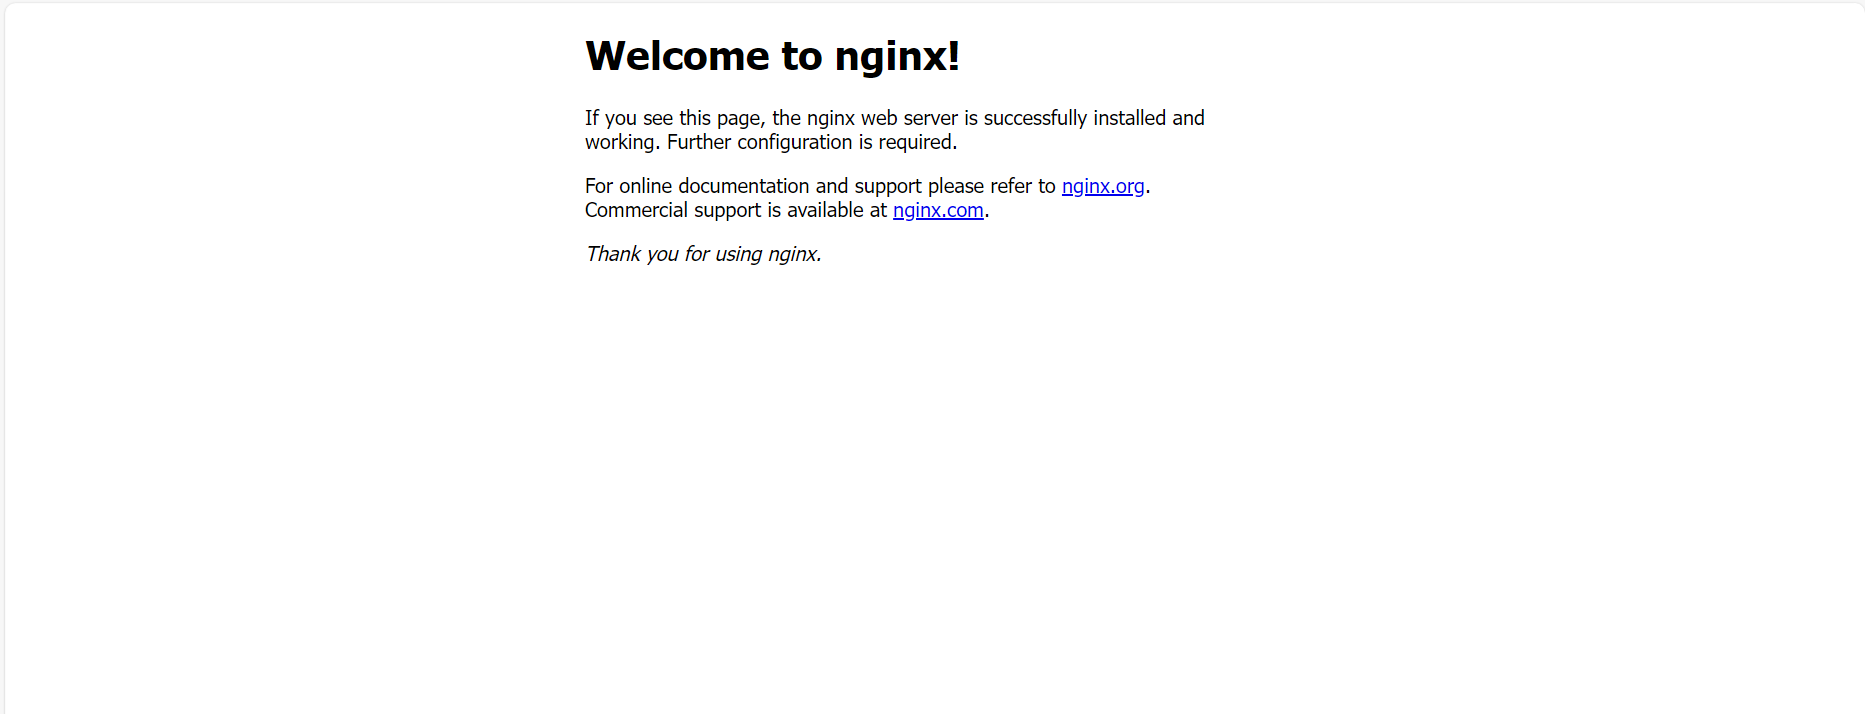 Welcome to nginx!
If you see this page, the nginx web server is successfully installed and
working. Further configuration is required.
For online documentation and support please refer to nginx.org.
Commercial support is available at nginx.com.
Thank you for using nginx.